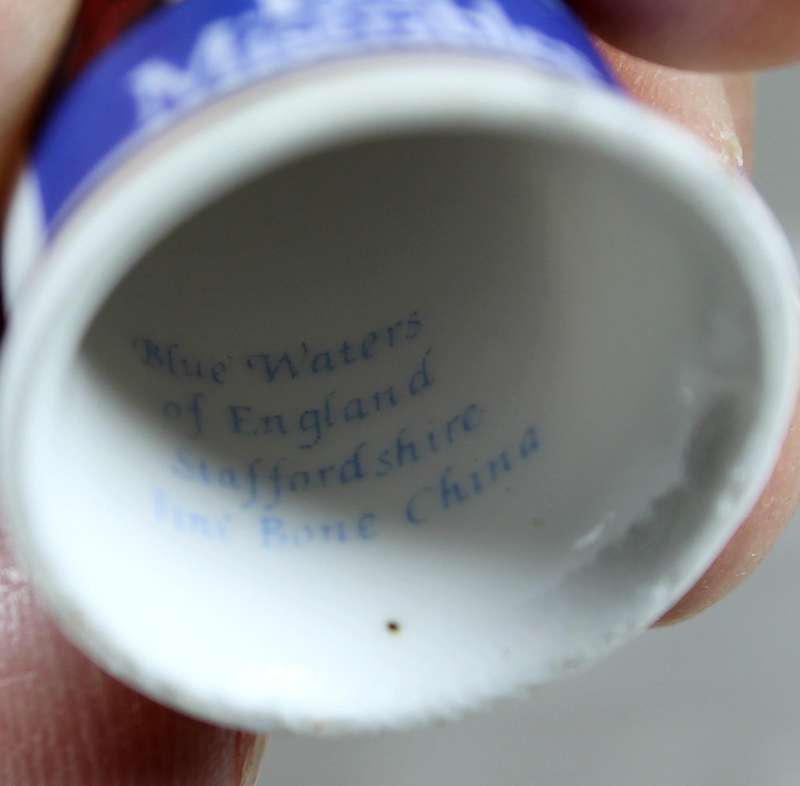 Blue Waters
of England
Staffordshire
Fine Bone China